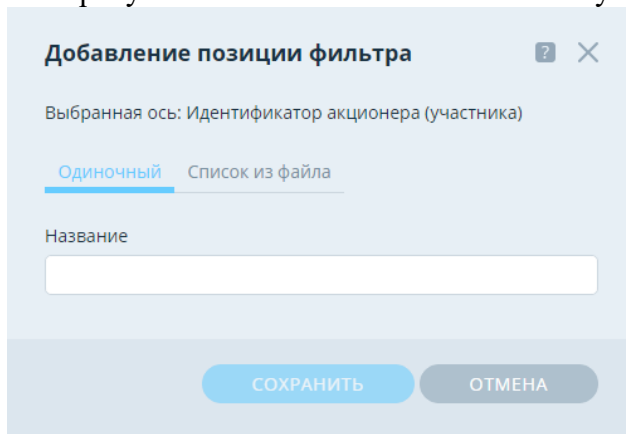 Добавление позиции фильтра ?
Выбранная ось: Идентификатор акционера (участника)
Одиночный Список из файла
Название
СОХРАНИТЬ ОТМЕНА